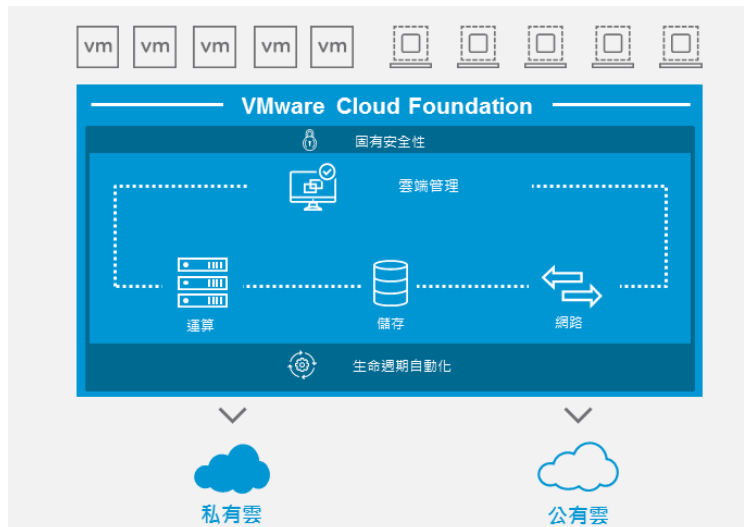 vm vm vm vm vm
VMware Cloud Foundation
固有安全性
雲端管理
運算 儲存 網路
生命週期自動化
私有雲 公有雲